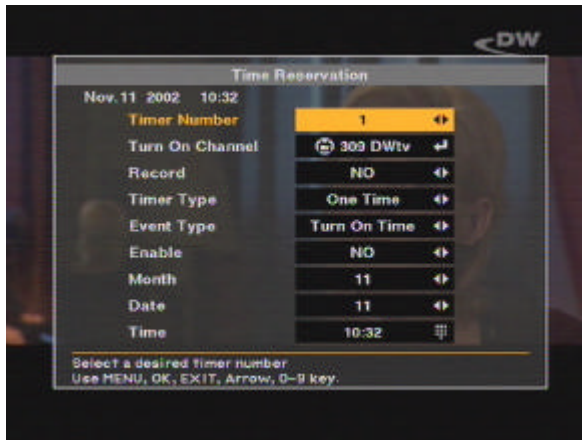 DW
Time Reservation
Nov. 11 2002 10:32
Timer Number 1
Turn On Channel 309 DWtv
Record NO
Timer Type One Time
Event Type Turn On Time
Enable NO
Month 11
Date 11
Time 10:32
Select a desired timer number
Use MENU, OK, EXIT, Arrow, 0-9 key.